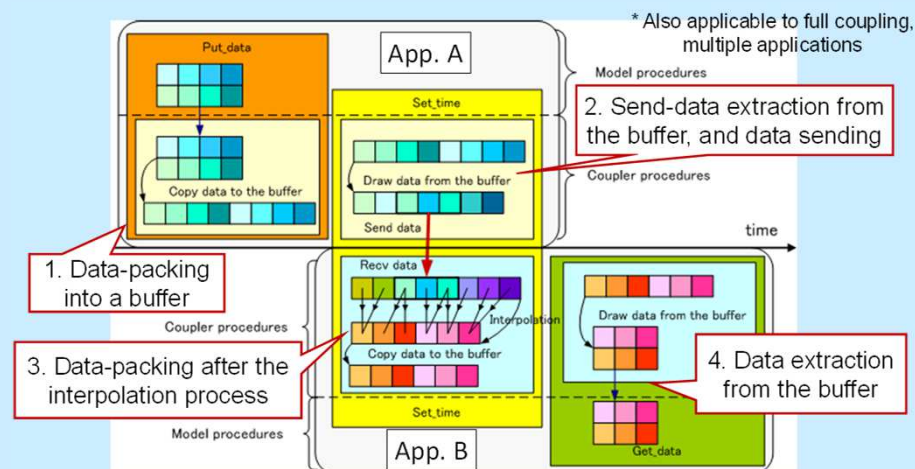 * Also applicable to full coupling,
multiple applications
Put_data
App. A
Model procedures
Set_time
2. Send-data extraction from
the buffer, and data sending
Copy data to the buffer
Draw data from the buffer
Coupler procedures
Send data
time
1. Data-packing
into a buffer
Recv data
Coupler procedures
Interpolation
Draw data from the buffer
3. Data-packing after the
interpolation process
Copy data to the buffer
4. Data extraction
from the buffer
Set_time
Model procedures
App. B
Get_data